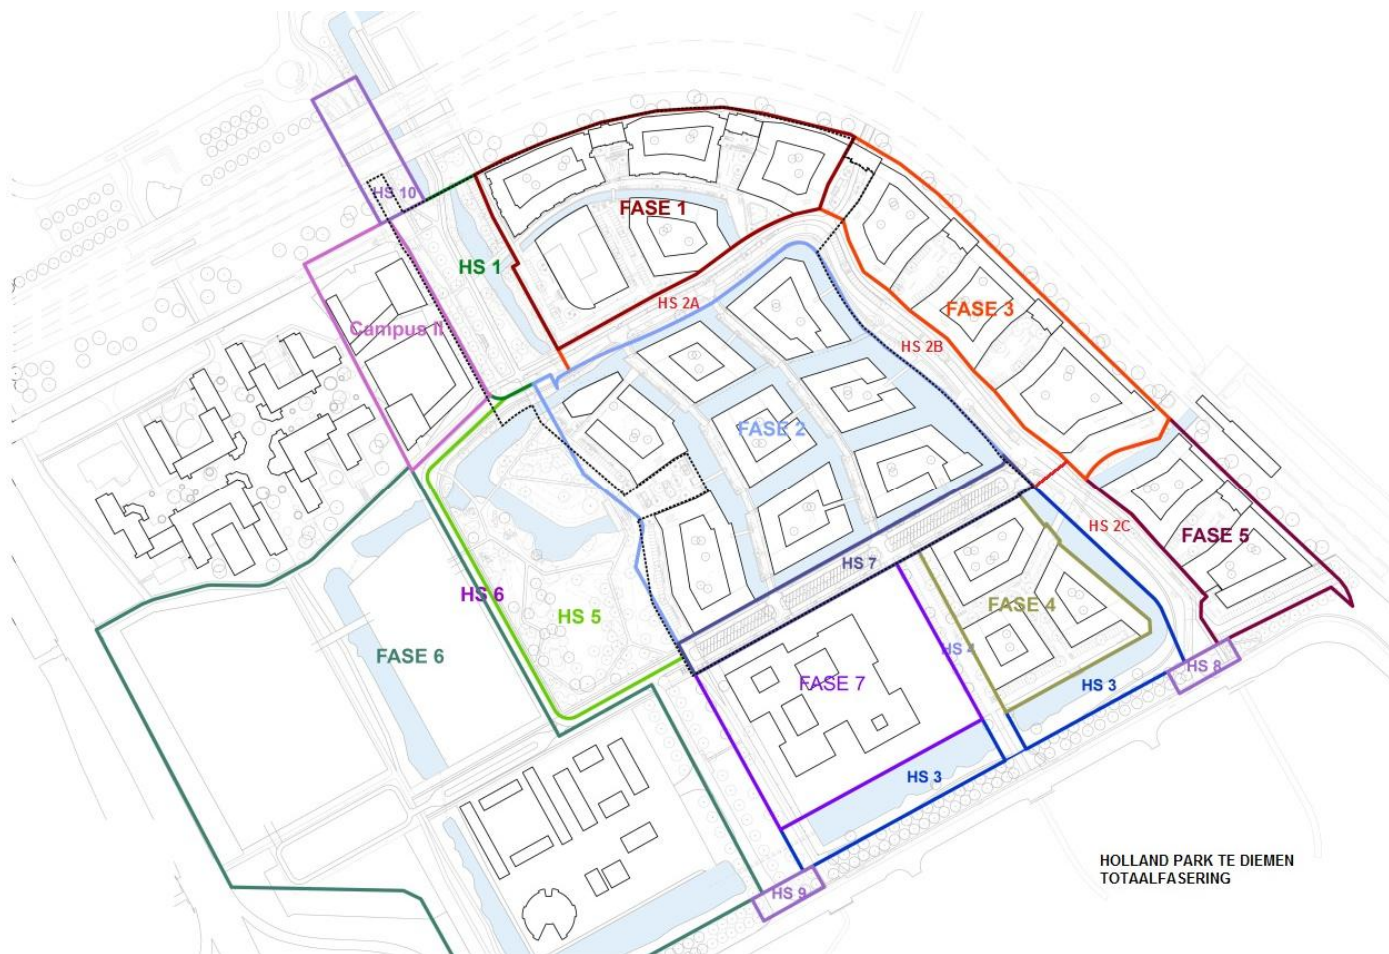 HS 10
FASE 1
HS 1
HS 2A
FASE 3
Campus II
HS 2B
FASE 2
HS 2C
FASE 5
HS 7
HS 6
HS 5
FASE 4
FASE 6
HS 4
HS 8
FASE 7
HS 3
HS 3
HS 9
HOLLAND PARK TE DIEMEN
TOTAALFASERING